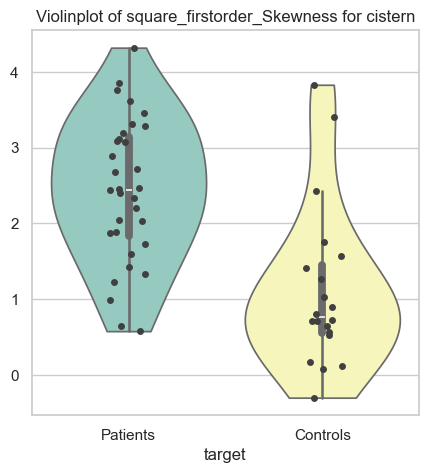 Violinplot of square_firstorder_Skewness for cistern
4
3
2
1
0
Patients
Controls
target